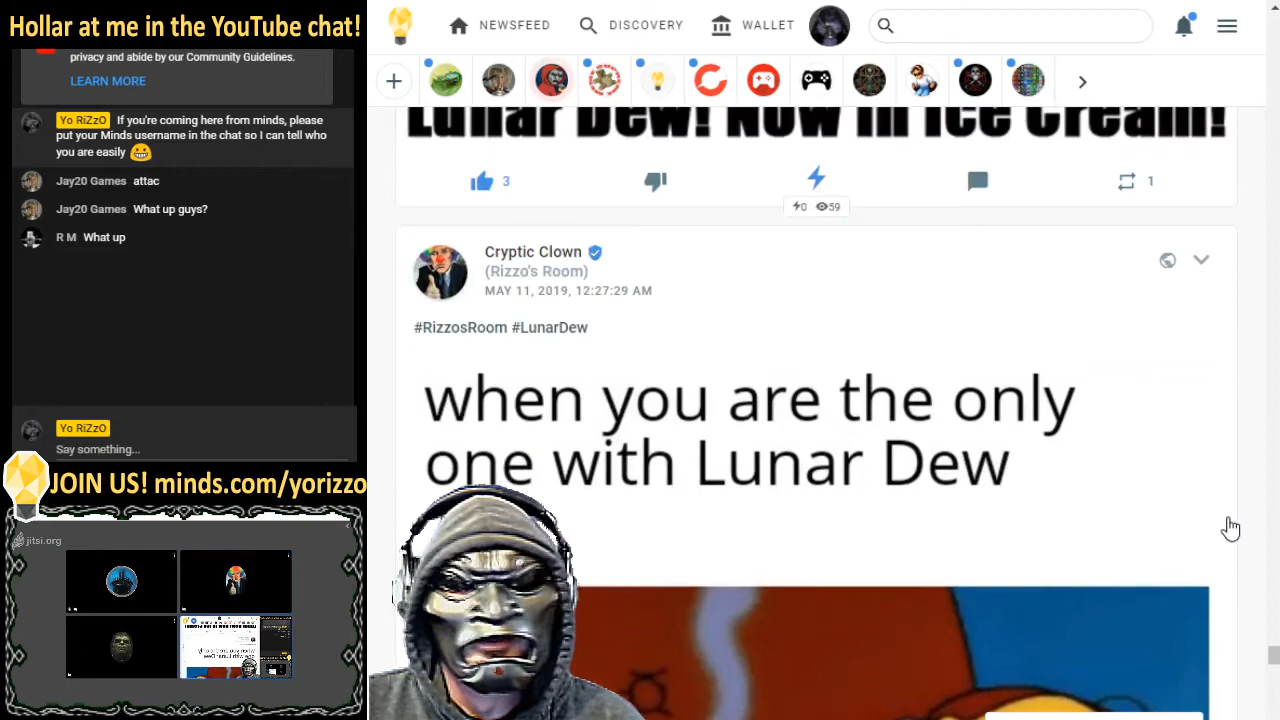 Hollar at me in the YouTube chat!
privacy and abide by our Community Guidelines.
LEARN MORE
Yo RiZzO If you're coming here from minds, please
put your Minds username in the chat so I can tell who
you are easily
Jay20 Games attac
Jay20 Games What up guys?
R M What up
Yo RiZzO
Say something...
JOIN US! minds.com/yorizzo
jitsi.org
NEWSFEED
DISCOVERY
WALLET
Lunar Dew! Now in Ice Cream!
3
1
0 59
Cryptic Clown
(Rizzo's Room)
MAY 11, 2019, 12:27:29 AM
#RizzosRoom #LunarDew
when you are the only
one with Lunar Dew